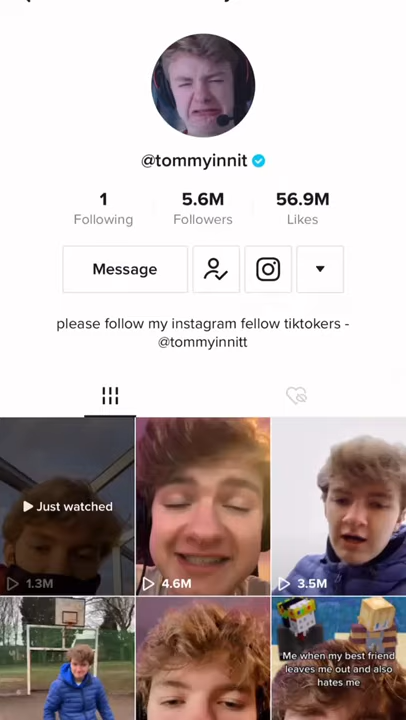 @tommyinnit
1 5.6M 56.9M
Following Followers Likes
Message
please follow my instagram fellow tiktokers -
@tommyinnitt
Just watched
1.3M 4.6M 3.5M
Me when my best friend
leaves me out and also
hates me